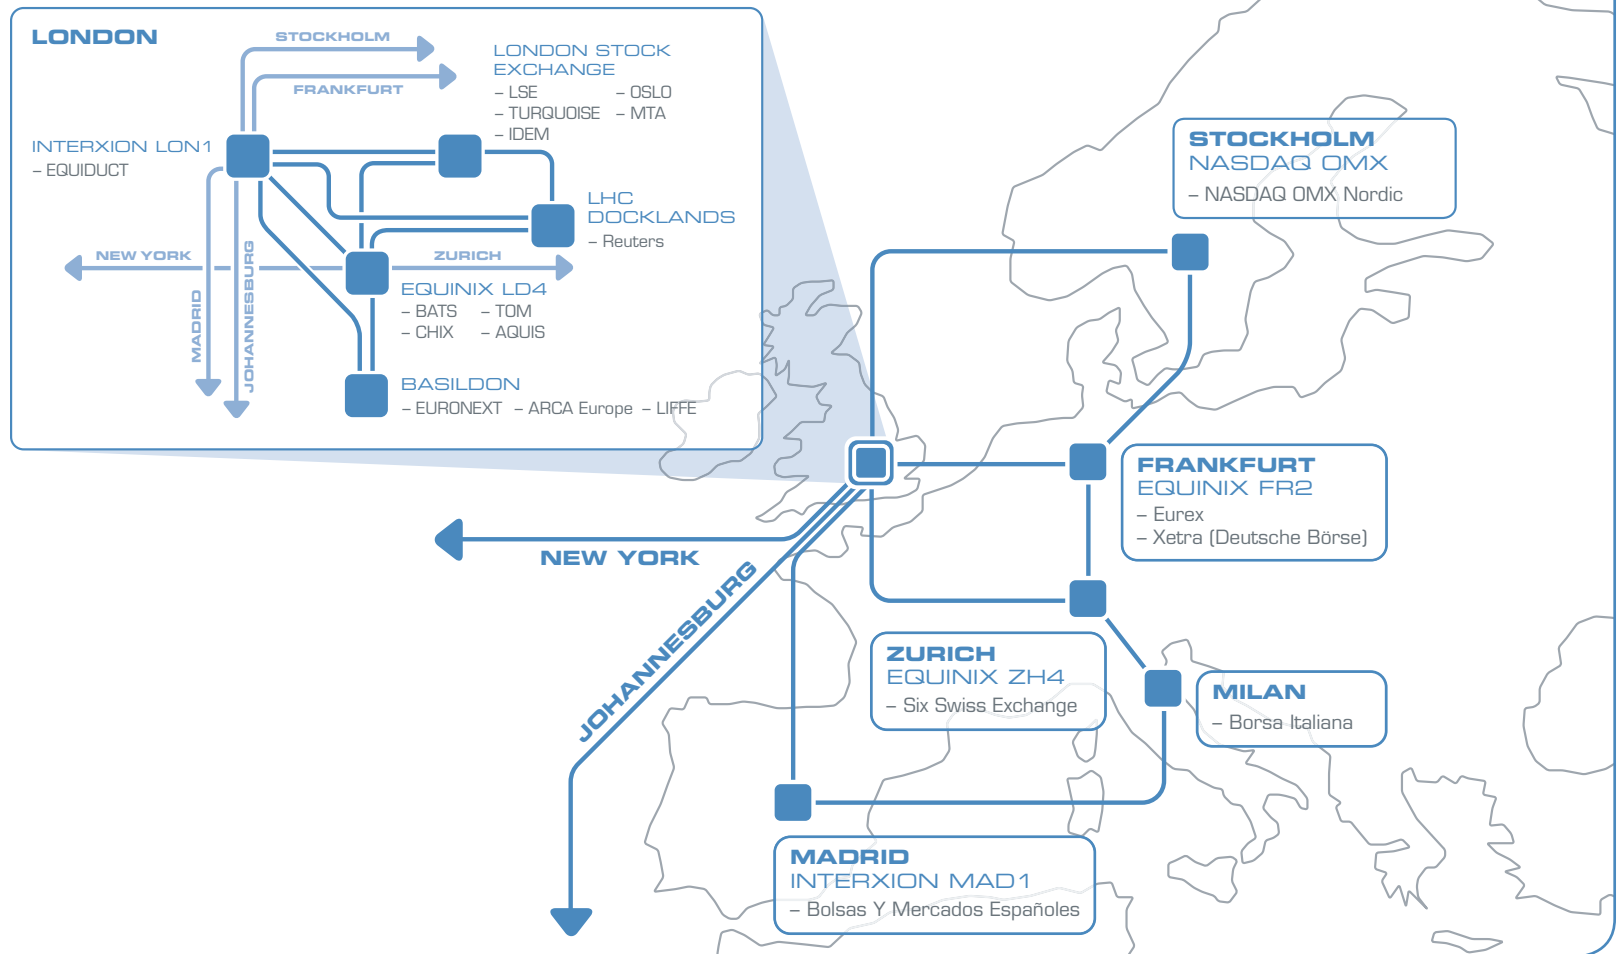 LONDON
STOCKHOLM
FRANKFURT
LONDON STOCK
EXCHANGE
– LSE – OSLO
– TURQUOISE – MTA
– IDEM
INTERXION LON1
– EQUIDUCT
LHC
DOCKLANDS
– Reuters
NEW YORK
ZURICH
MADRID
JOHANNESBURG
EQUINIX LD4
– BATS – TOM
– CHIX – AQUIS
BASILDON
– EURONEXT – ARCA Europe – LIFFE
STOCKHOLM
NASDAQ OMX
– NASDAQ OMX Nordic
FRANKFURT
EQUINIX FR2
– Eurex
– Xetra (Deutsche Börse)
NEW YORK
JOHANNESBURG
ZURICH
EQUINIX ZH4
– Six Swiss Exchange
MILAN
– Borsa Italiana
MADRID
INTERXION MAD1
– Bolsas Y Mercados Españoles